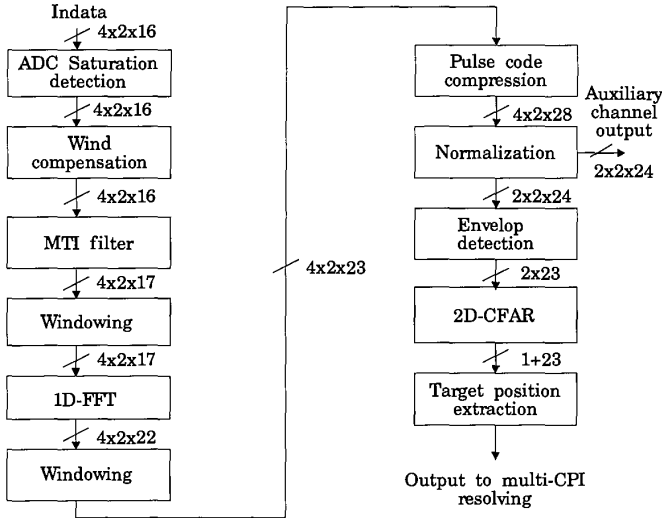 Indata
4x2x16
ADC Saturation
detection
4x2x16
Wind
compensation
4x2x16
MTI filter
4x2x17
Windowing
4x2x17
1D-FFT
4x2x22
Windowing
4x2x23
Pulse code
compression
4x2x28
Auxiliary
channel
output
Normalization
2x2x24
2x2x24
Envelop
detection
2x23
2D-CFAR
1+23
Target position
extraction
Output to multi-CPI
resolving